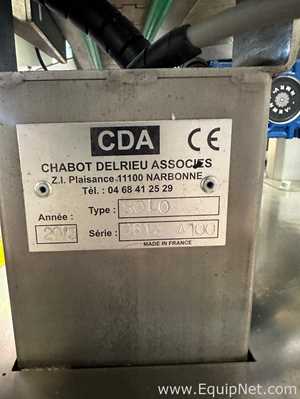 CDA CE
CHABOT DELRIEU ASSOCIES
Z.I. Plaisance 11100 NARBONNE
Tél. : 04 68 41 25 29
Type :
Année : Série :
MADE IN FRANCE
www.EquipNet.com